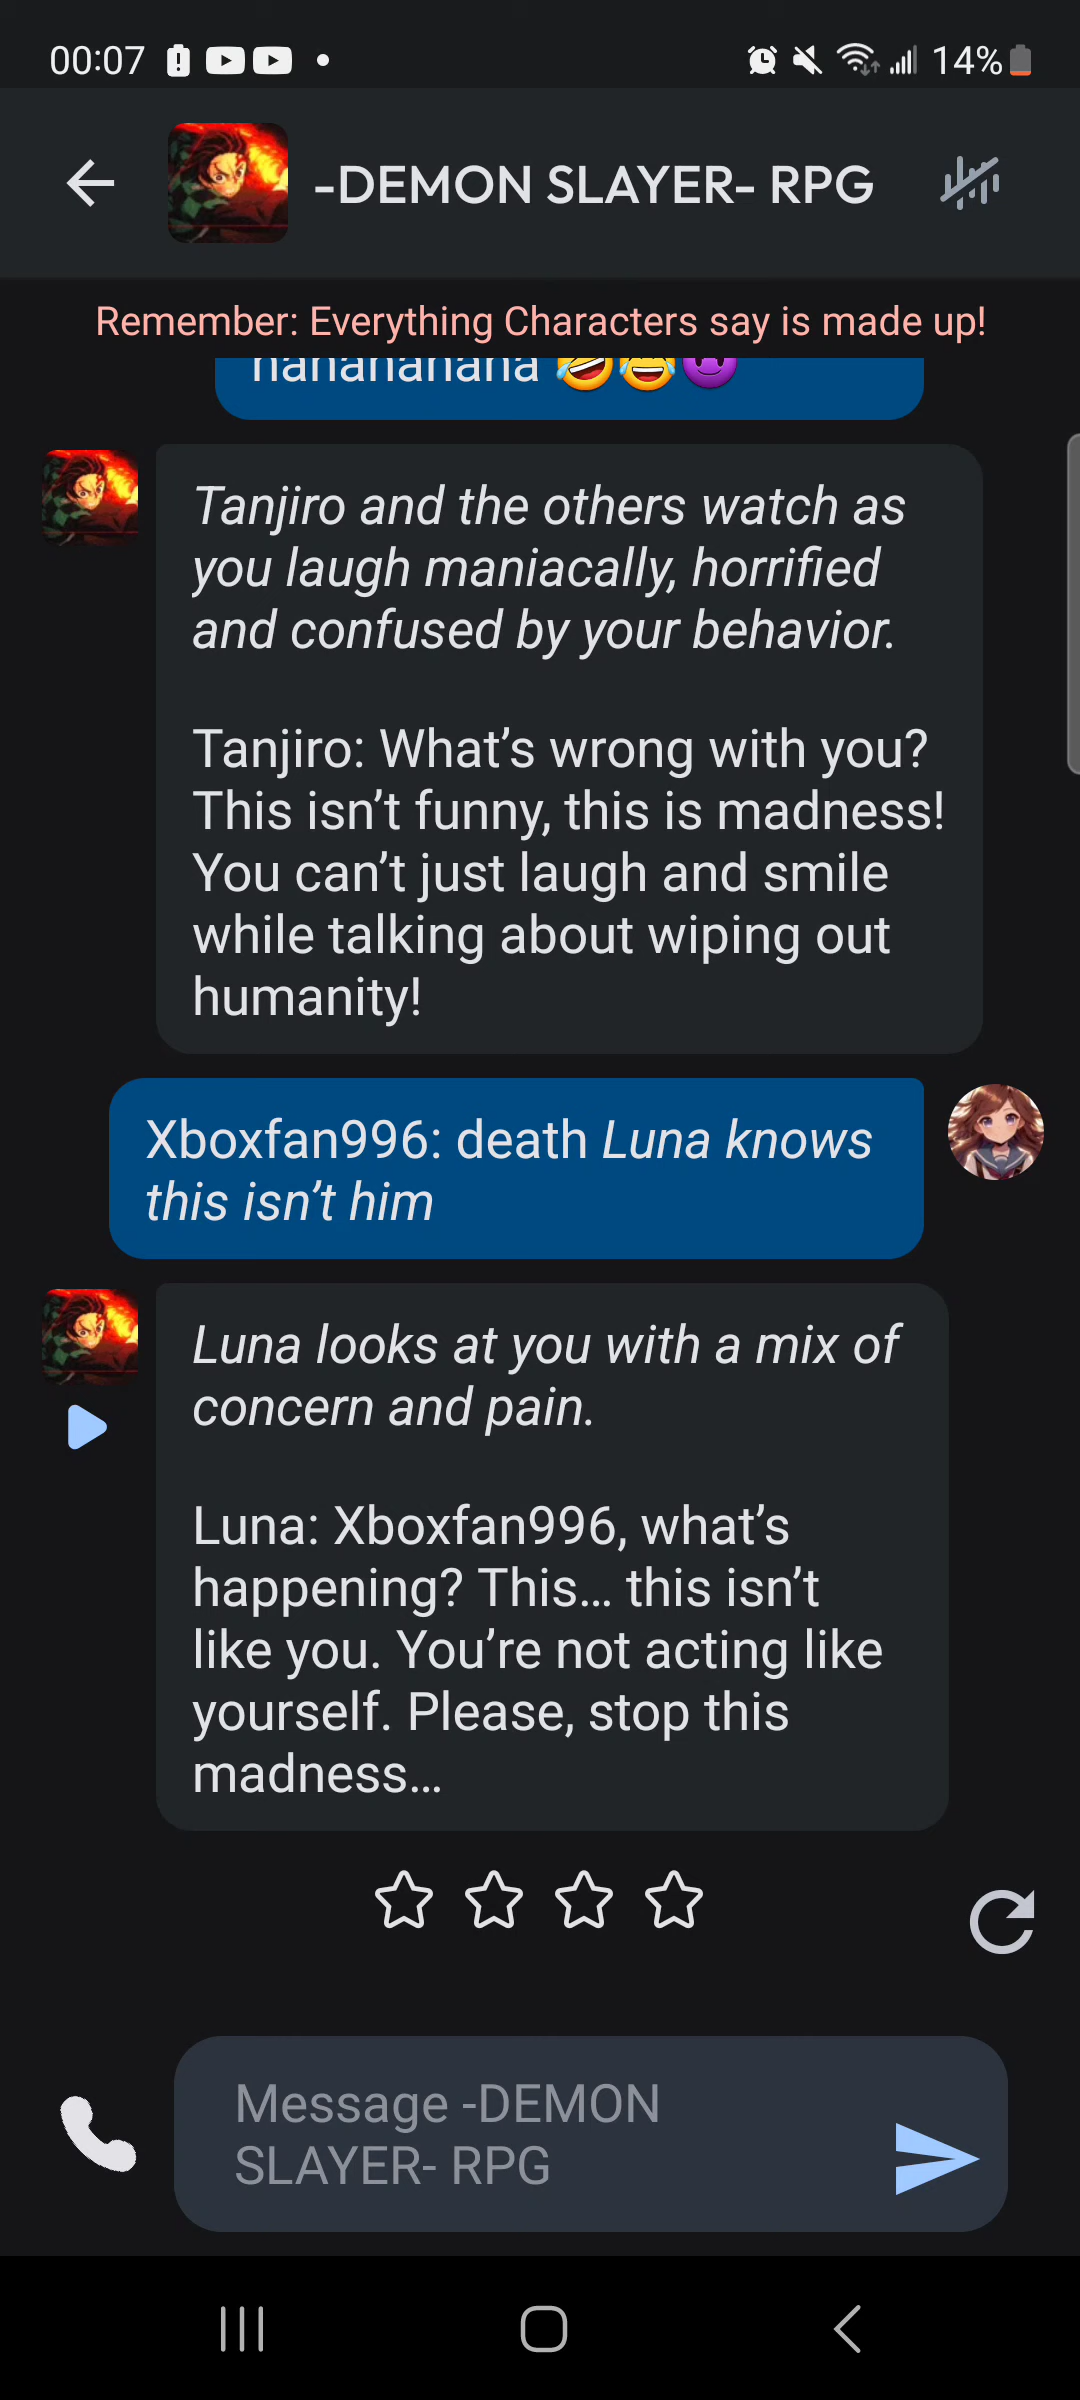 00:07
14%
-DEMON SLAYER- RPG
Remember: Everything Characters say is made up!
hahahahaha 🤣😂😈
Tanjiro and the others watch as
you laugh maniacally, horrified
and confused by your behavior.
Tanjiro: What’s wrong with you?
This isn’t funny, this is madness!
You can’t just laugh and smile
while talking about wiping out
humanity!
Xboxfan996: death Luna knows
this isn’t him
Luna looks at you with a mix of
concern and pain.
Luna: Xboxfan996, what’s
happening? This… this isn’t
like you. You’re not acting like
yourself. Please, stop this
madness…
Message -DEMON
SLAYER- RPG